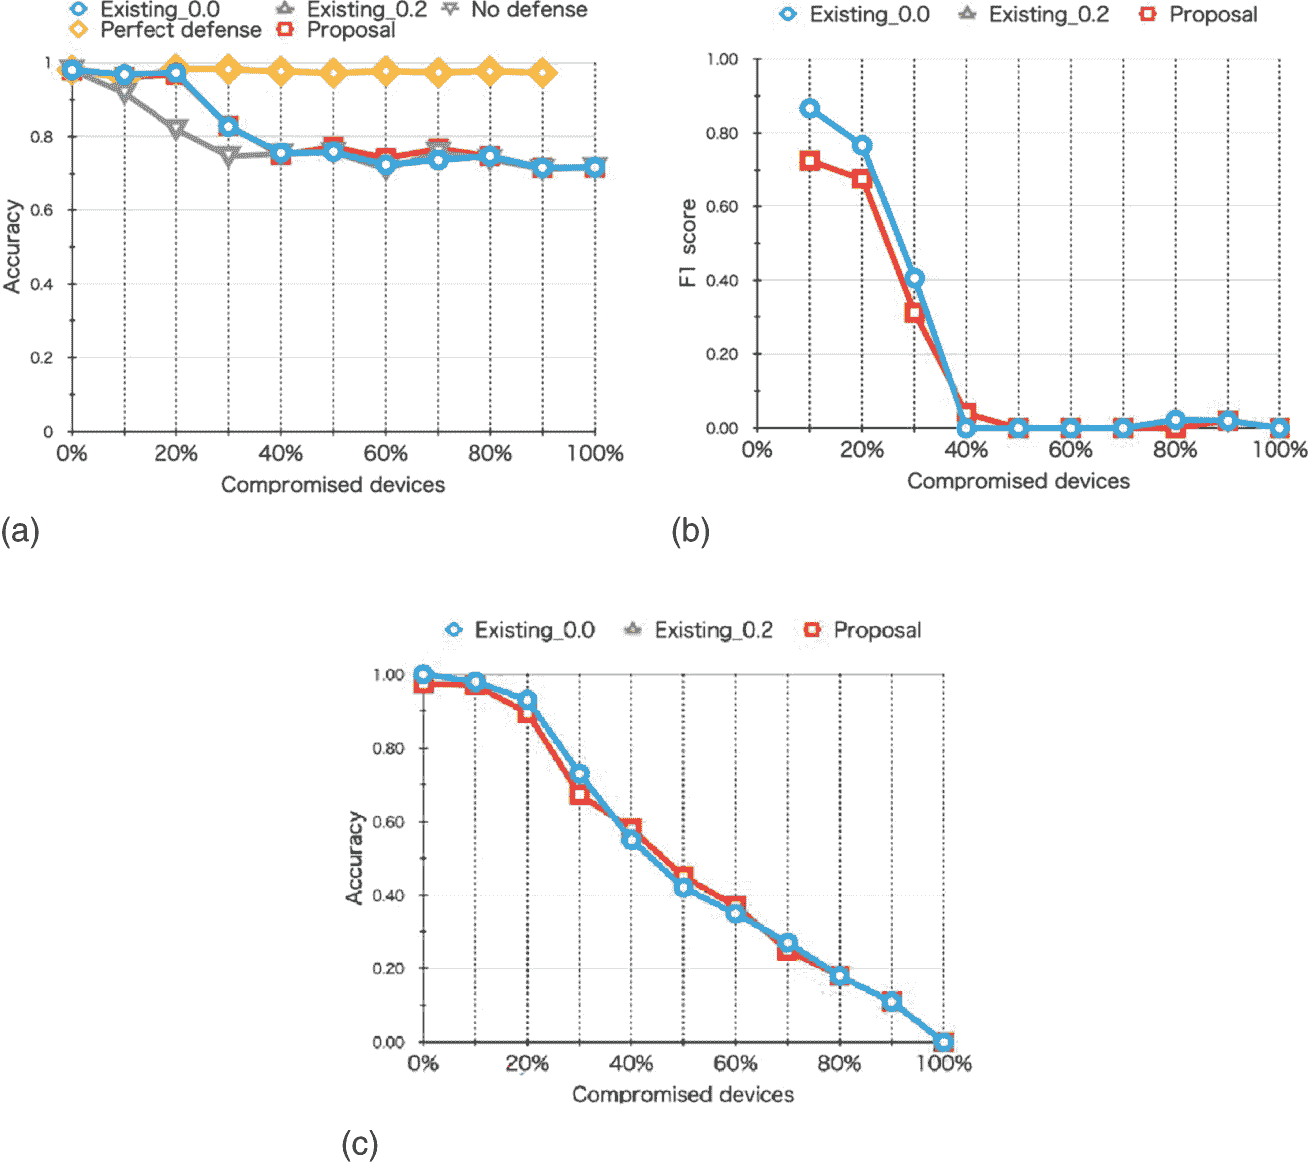 Existing_0.0 Existing_0.2 No defense
Perfect defense Proposal
1
0.8
0.6
0.4
0.2
0
Accuracy
0% 20% 40% 60% 80% 100%
Compromised devices
(a)
Existing_0.0 Existing_0.2 Proposal
1.00
0.80
0.60
0.40
0.20
0.00
F1 score
0% 20% 40% 60% 80% 100%
Compromised devices
(b)
Existing_0.0 Existing_0.2 Proposal
1.00
0.80
0.60
0.40
0.20
0.00
Accuracy
0% 20% 40% 60% 80% 100%
Compromised devices
(c)